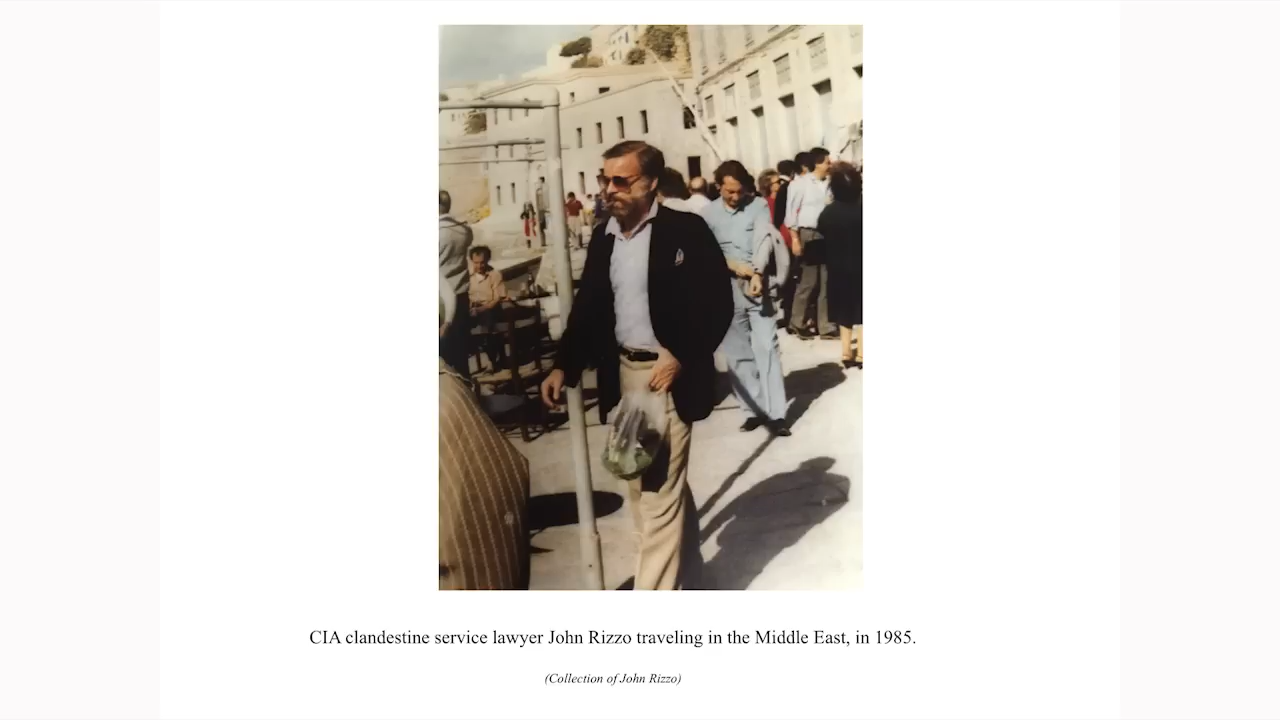 CIA clandestine service lawyer John Rizzo traveling in the Middle East, in 1985.
(Collection of John Rizzo)